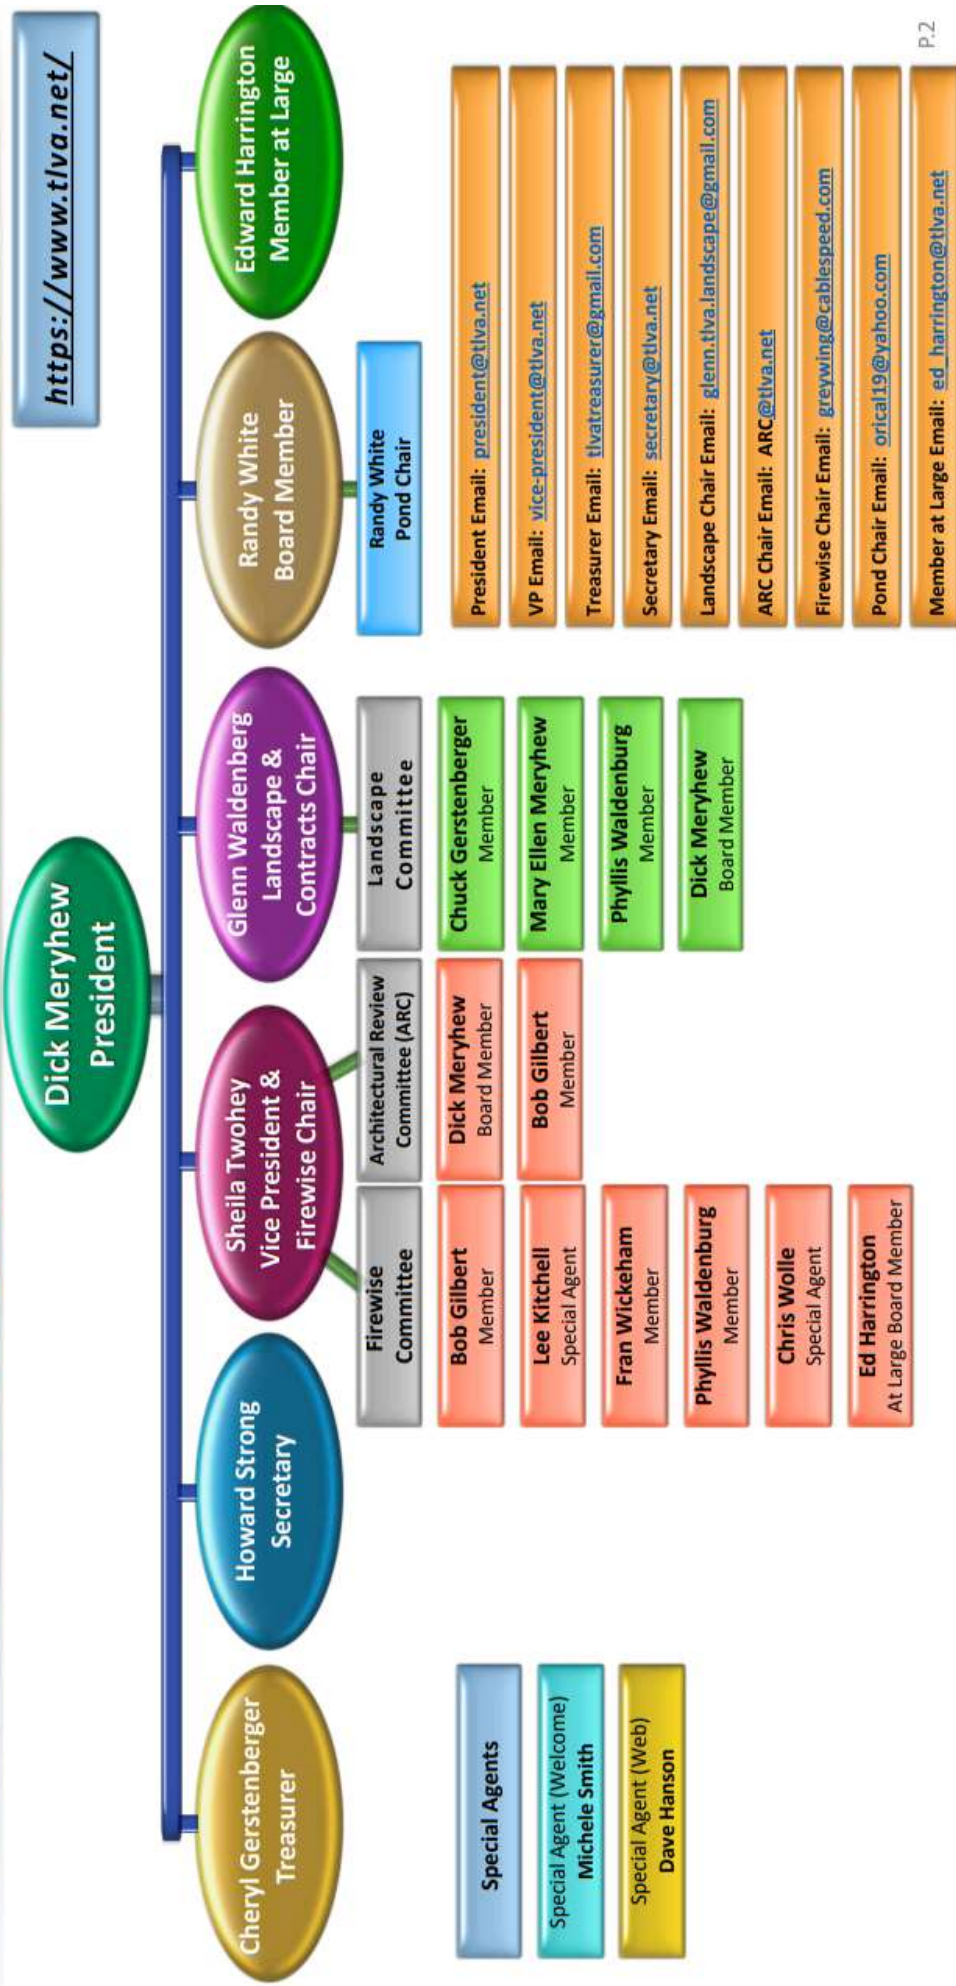 https://www.tlva.net/
Dick Meryhew
President
Cheryl Gerstenberger
Treasurer
Howard Strong
Secretary
Sheila Twohey
Vice President &
Firewise Chair
Glenn Waldenberg
Landscape &
Contracts Chair
Randy White
Board Member
Edward Harrington
Member at Large
Firewise
Committee
Bob Gilbert
Member
Lee Kitchell
Special Agent
Fran Wickeham
Member
Phyllis Waldenburg
Member
Chris Wolle
Special Agent
Ed Harrington
At Large Board Member
Architectural Review
Committee (ARC)
Dick Meryhew
Board Member
Bob Gilbert
Member
Landscape
Committee
Chuck Gerstenberger
Member
Mary Ellen Meryhew
Member
Phyllis Waldenburg
Member
Dick Meryhew
Board Member
Randy White
Pond Chair
Special Agents
Special Agent (Welcome)
Michele Smith
Special Agent (Web)
Dave Hanson
President Email: president@tlva.net
VP Email: vice-president@tlva.net
Treasurer Email: tlvatreasurer@gmail.com
Secretary Email: secretary@tlva.net
Landscape Chair Email: glenn.tlva.landscape@gmail.com
ARC Chair Email: ARC@tlva.net
Firewise Chair Email: greywing@cablespeed.com
Pond Chair Email: orical19@yahoo.com
Member at Large Email: ed_harrington@tlva.net
P.2